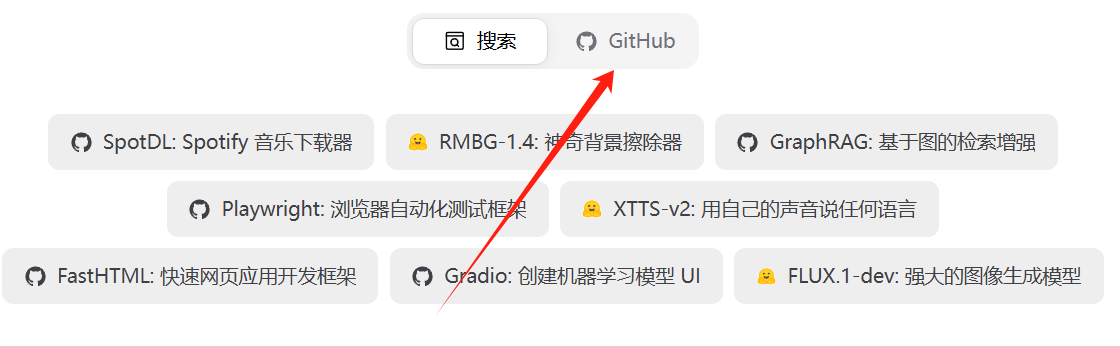 搜索 GitHub
SpotDL: Spotify 音乐下载器 RMBG-1.4: 神奇背景擦除器 GraphRAG: 基于图的检索增强
Playwright: 浏览器自动化测试框架 XTTS-v2: 用自己的声音说任何语言
FastHTML: 快速网页应用开发框架 Gradio: 创建机器学习模型 UI FLUX.1-dev: 强大的图像生成模型